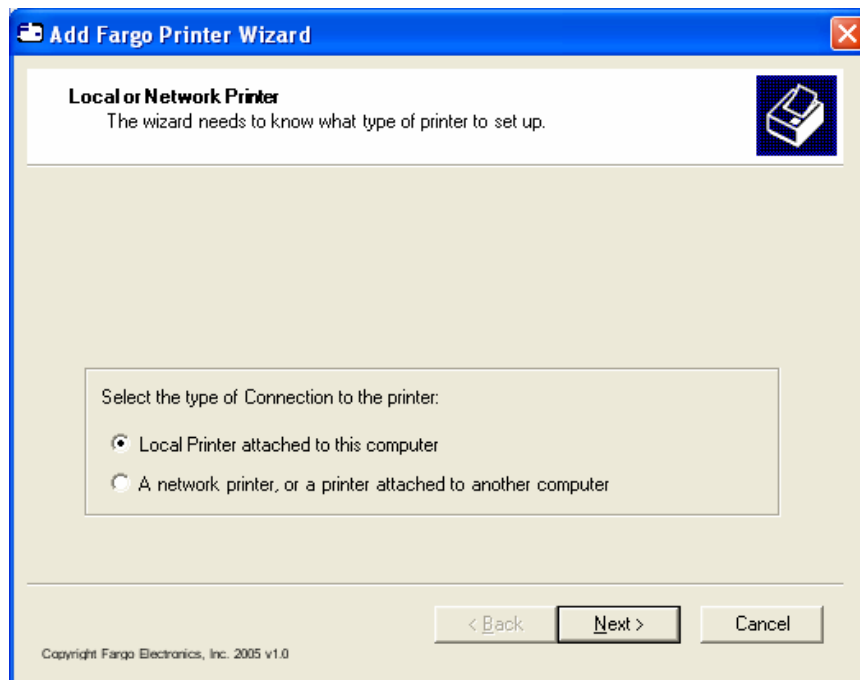 Add Fargo Printer Wizard
Local or Network Printer
The wizard needs to know what type of printer to set up.
Select the type of Connection to the printer:
Local Printer attached to this computer
A network printer, or a printer attached to another computer
< Back Next > Cancel
Copyright Fargo Electronics, Inc. 2005 v1.0